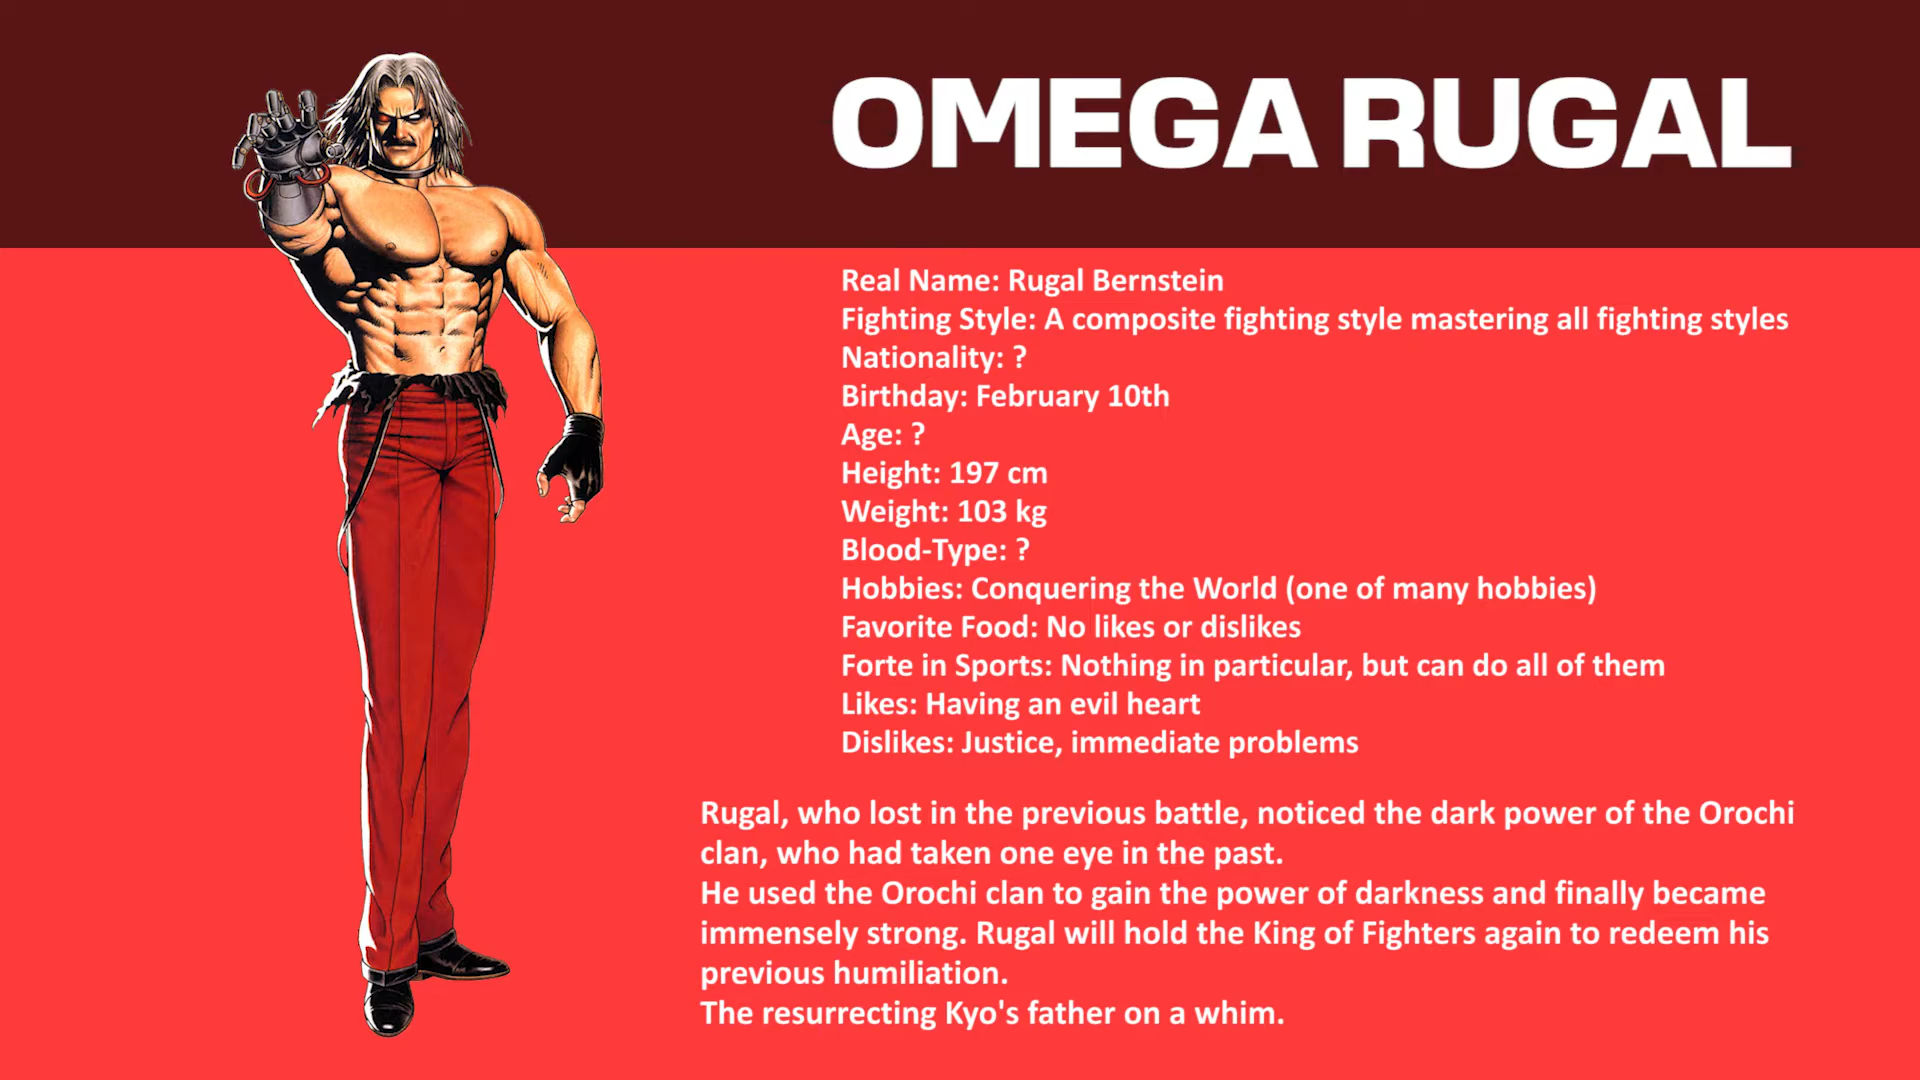 OMEGA RUGAL
Real Name: Rugal Bernstein
Fighting Style: A composite fighting style mastering all fighting styles
Nationality: ?
Birthday: February 10th
Age: ?
Height: 197 cm
Weight: 103 kg
Blood-Type: ?
Hobbies: Conquering the World (one of many hobbies)
Favorite Food: No likes or dislikes
Forte in Sports: Nothing in particular, but can do all of them
Likes: Having an evil heart
Dislikes: Justice, immediate problems
Rugal, who lost in the previous battle, noticed the dark power of the Orochi
clan, who had taken one eye in the past.
He used the Orochi clan to gain the power of darkness and finally became
immensely strong. Rugal will hold the King of Fighters again to redeem his
previous humiliation.
The resurrecting Kyo's father on a whim.